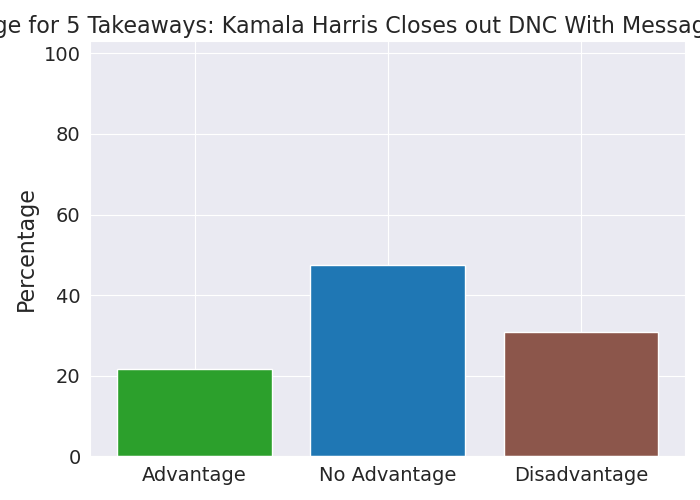 ge for 5 Takeaways: Kamala Harris Closes out DNC With Messag
100
80
60
40
20
0
Percentage
Advantage No Advantage Disadvantage